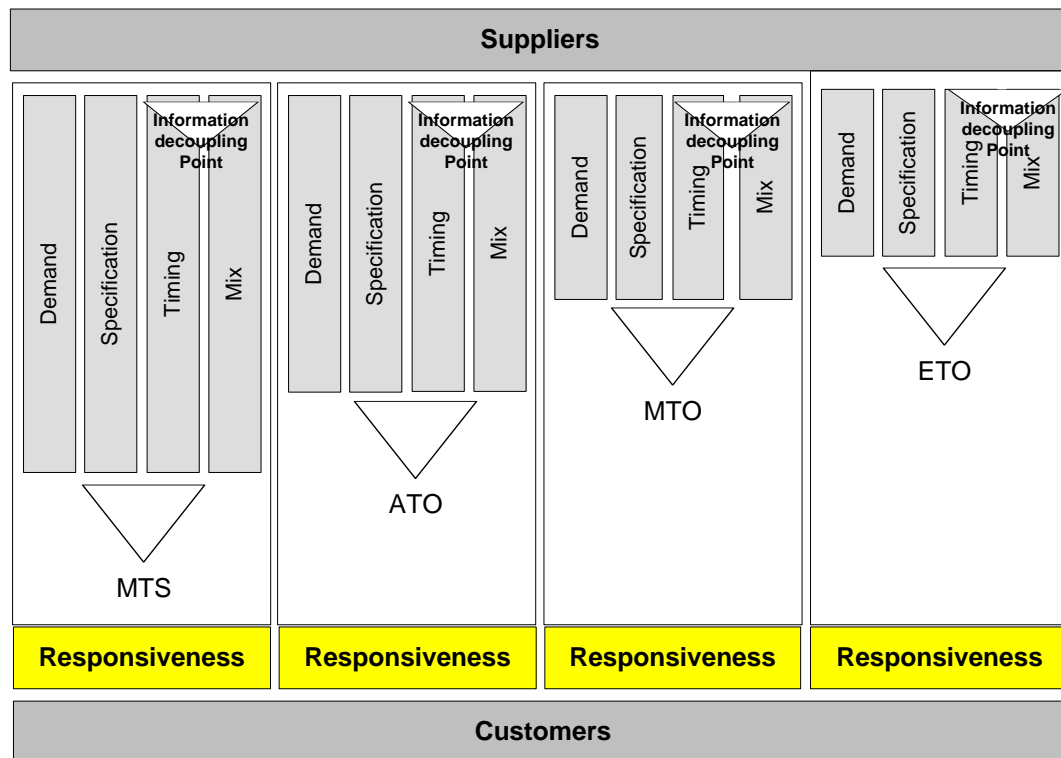 Suppliers
Demand
Specification
Timing
Mix
Information
decoupling
Point
MTS
Demand
Specification
Timing
Mix
Information
decoupling
Point
ATO
Demand
Specification
Timing
Mix
Information
decoupling
Point
MTO
Demand
Specification
Timing
Mix
Information
decoupling
Point
ETO
Responsiveness
Responsiveness
Responsiveness
Responsiveness
Customers